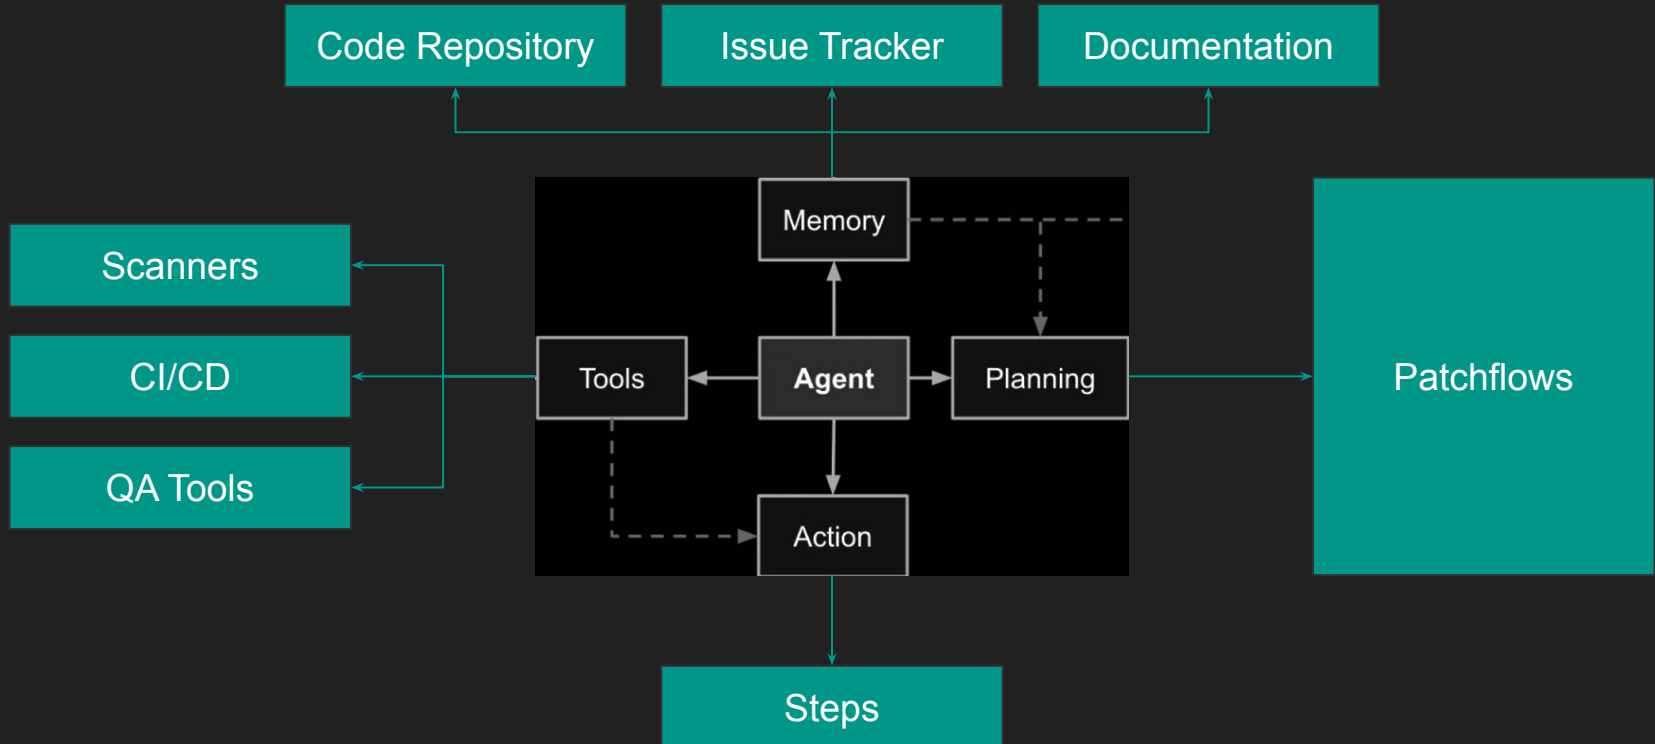 Code Repository
Issue Tracker
Documentation
Memory
Scanners
CI/CD
QA Tools
Tools
Agent
Planning
Patchflows
Action
Steps